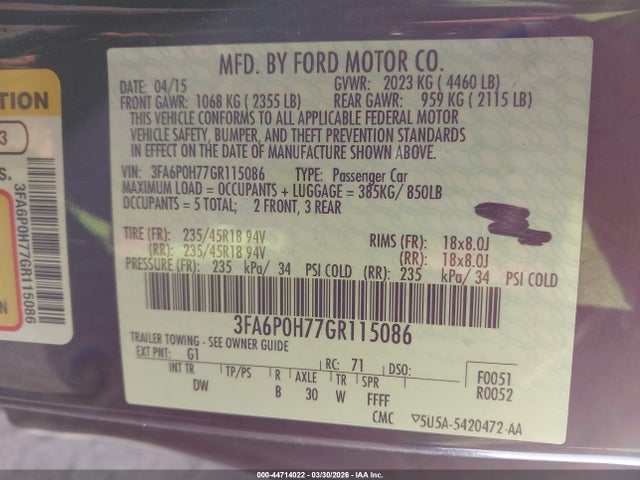 MFD. BY FORD MOTOR CO.
DATE: 04/15 GVWR: 2023 KG ( 4460 LB)
FRONT GAWR: 1068 KG ( 2355 LB) REAR GAWR: 959 KG ( 2115 LB)
THIS VEHICLE CONFORMS TO ALL APPLICABLE FEDERAL MOTOR
VEHICLE SAFETY, BUMPER, AND THEFT PREVENTION STANDARDS
IN EFFECT ON THE DATE OF MANUFACTURE SHOWN ABOVE.
VIN: 3FA6P0H77GR115086 TYPE: Passenger Car
MAXIMUM LOAD = OCCUPANTS + LUGGAGE = 385KG/ 850LB
OCCUPANTS = 5 TOTAL; 2 FRONT, 3 REAR
TIRE (FR): 235/45R18 94V RIMS (FR): 18x8.0J
(RR): 235/45R18 94V (RR): 18x8.0J
PRESSURE (FR): 235 kPa/ 34 PSI COLD (RR): 235 kPa/ 34 PSI COLD
3FA6P0H77GR115086
TRAILER TOWING - SEE OWNER GUIDE
EXT PNT: G1 RC: 71 DSO:
INT TR TP/PS R AXLE TR SPR F0051
DW B 30 W FFFF R0052
CMC ▽5U5A-5420472-AA
TION
3
S.
3FA6P0H77GR115086
N
000-44714022 - 03/30/2026 - IAA Inc.